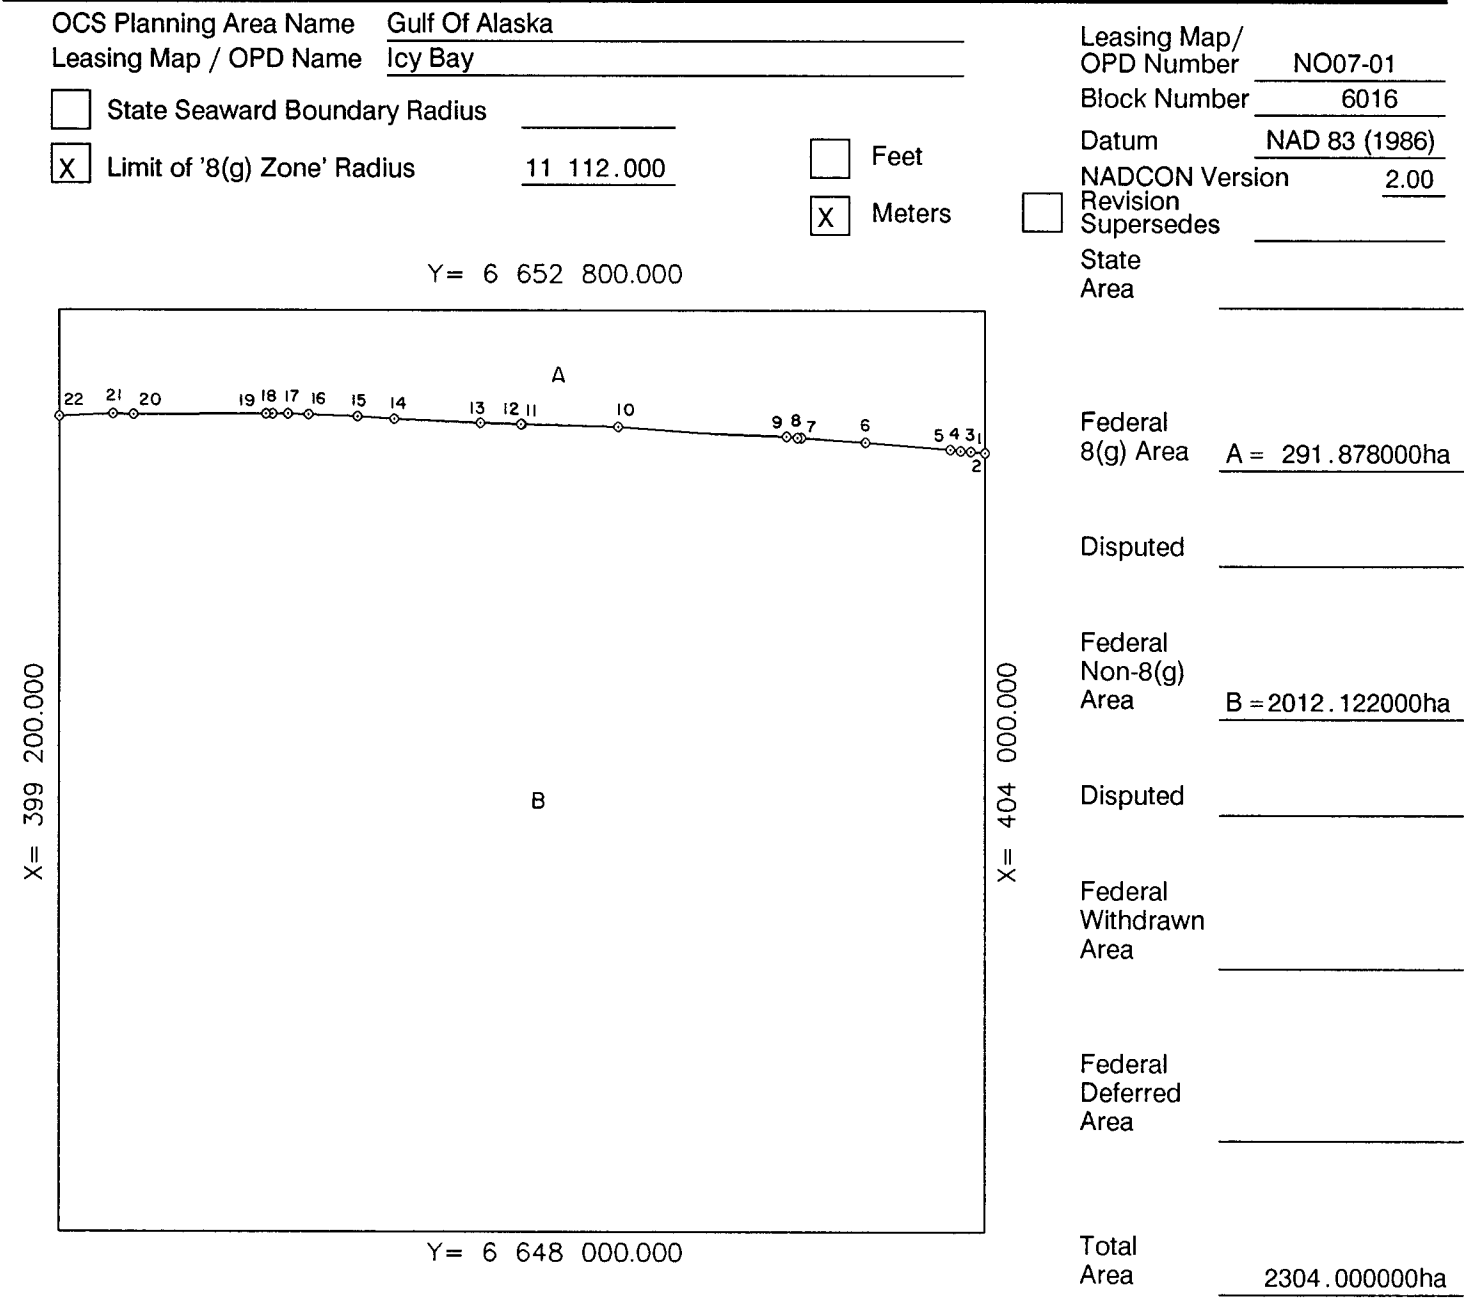 OCS Planning Area Name Gulf Of Alaska
Leasing Map / OPD Name Icy Bay
State Seaward Boundary Radius
X Limit of '8(g) Zone' Radius 11 112.000
Feet
X Meters
Leasing Map/
OPD Number NO07-01
Block Number 6016
Datum NAD 83 (1986)
NADCON Version 2.00
Revision
Supersedes
State
Area
Y= 6 652 800.000
A
22 21 20 19 18 17 16 15 14 13 12 11 10 9 8 7 6 5 4 3 1
2
X= 399 200.000
X= 404 000.000
B
Y= 6 648 000.000
Federal
8(g) Area A = 291.878000ha
Disputed
Federal
Non-8(g)
Area B =2012.122000ha
Disputed
Federal
Withdrawn
Area
Federal
Deferred
Area
Total
Area 2304.000000ha